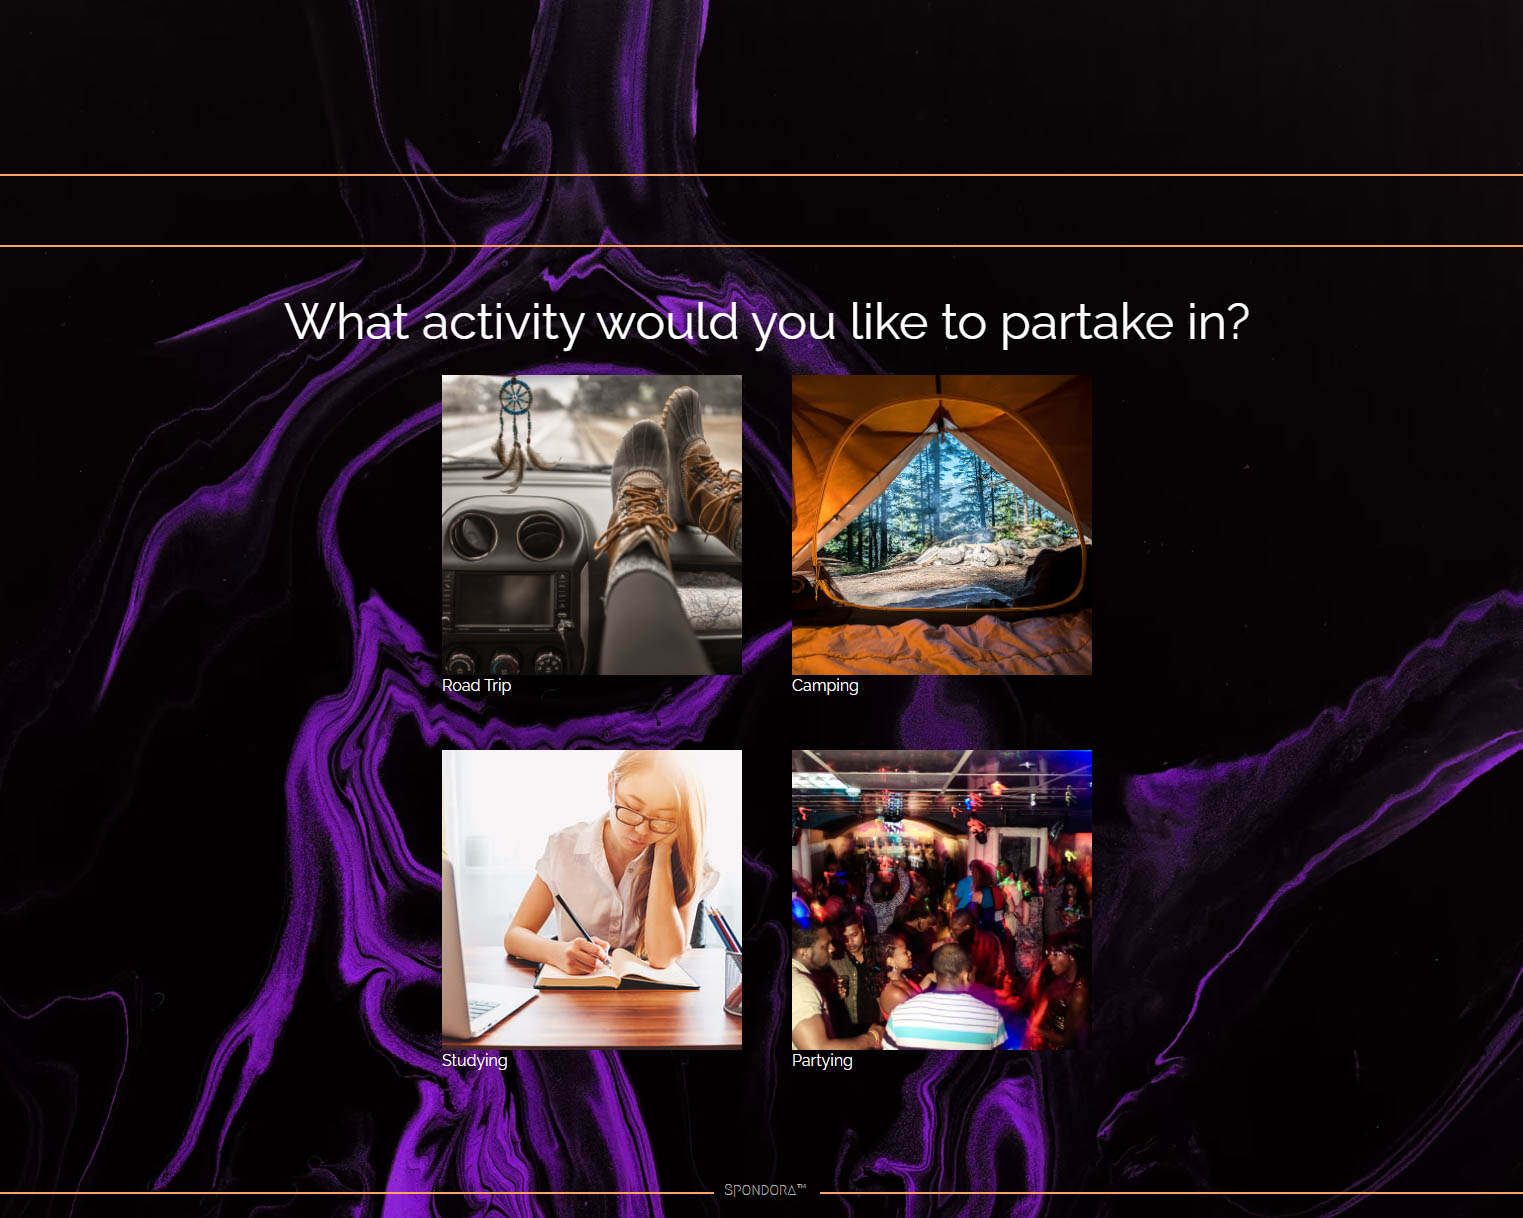 What activity would you like to partake in?
Road Trip
Camping
Studying
Partying
SPONDORA™